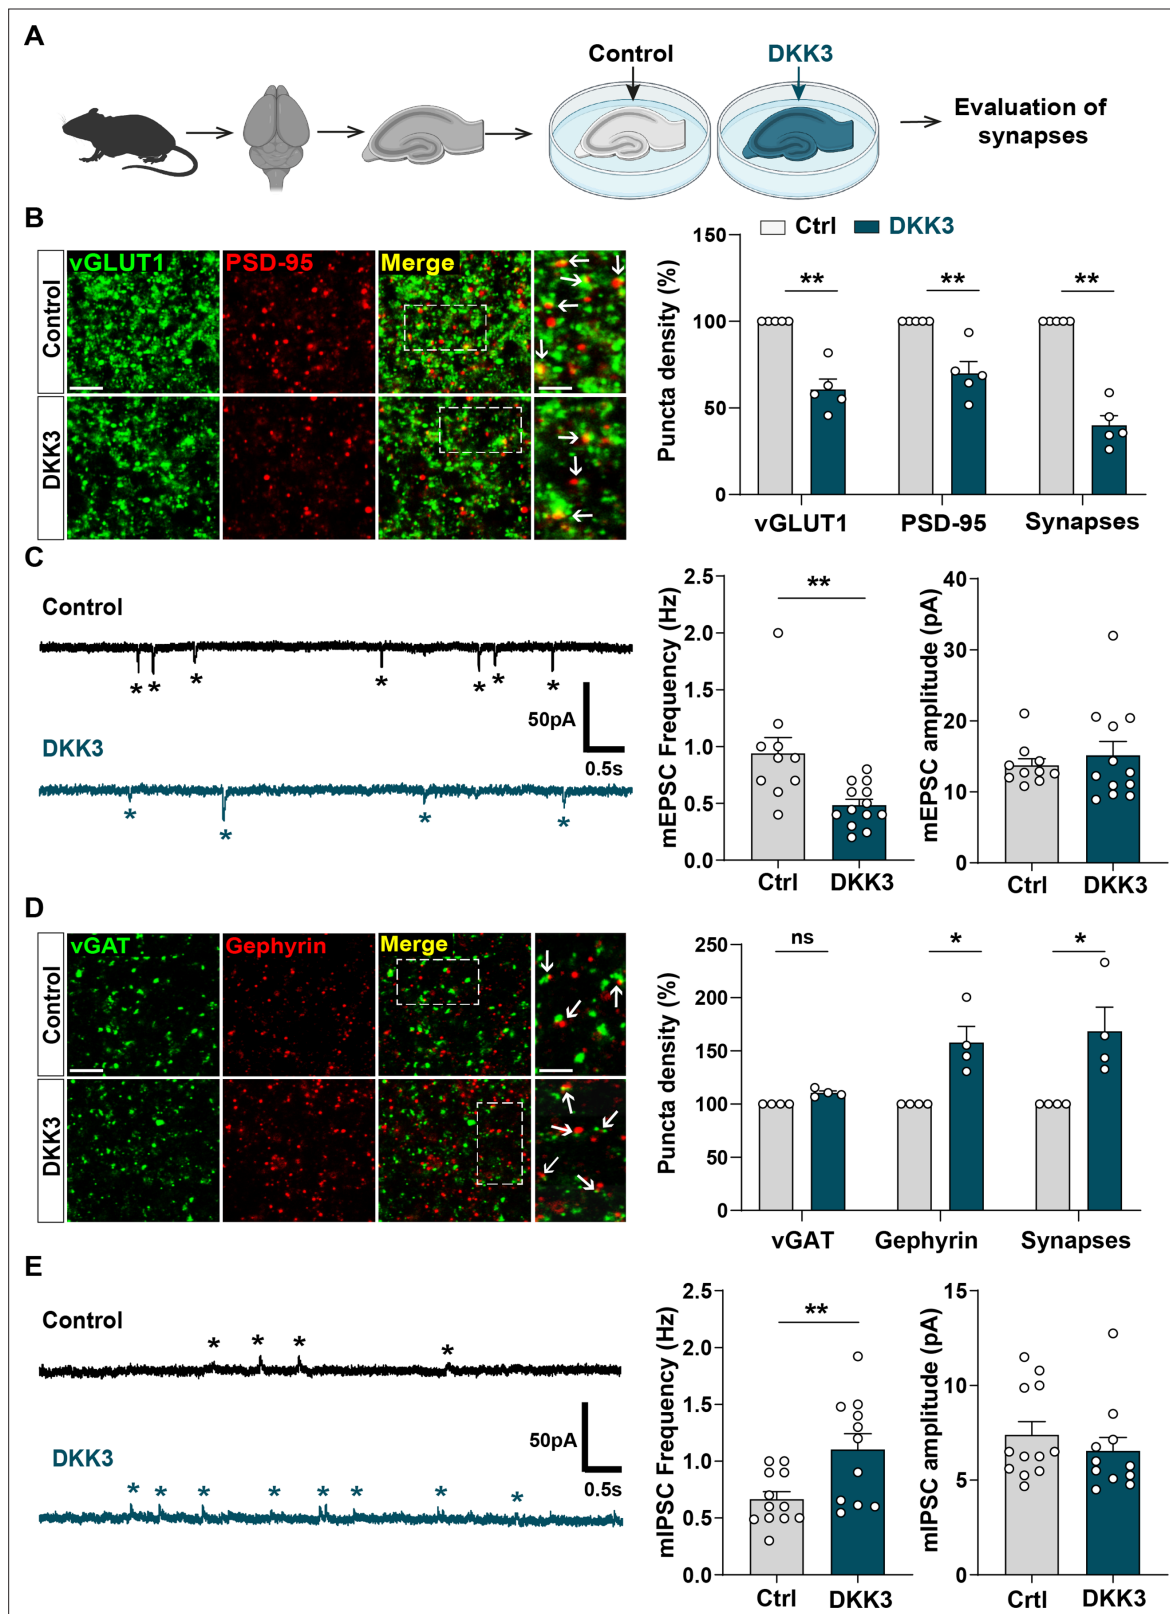 A
Control
DKK3
Evaluation of
synapses
B
vGLUT1
PSD-95
Merge
Control
DKK3
Ctrl
DKK3
Puncta density (%)
150
100
50
0
**
**
**
vGLUT1
PSD-95
Synapses
C
Control
* * * * * * *
50pA
0.5s
DKK3
* * * *
mEPSC Frequency (Hz)
2.5
2.0
1.5
1.0
0.5
0.0
**
Ctrl
DKK3
mEPSC amplitude (pA)
40
30
20
10
0
Ctrl
DKK3
D
vGAT
Gephyrin
Merge
Control
DKK3
Puncta density (%)
250
200
150
100
50
0
ns
*
*
vGAT
Gephyrin
Synapses
E
Control
* * * *
50pA
0.5s
DKK3
* * * * * * * *
mIPSC Frequency (Hz)
2.5
2.0
1.5
1.0
0.5
0.0
**
Ctrl
DKK3
mIPSC amplitude (pA)
15
10
5
0
Crtl
DKK3